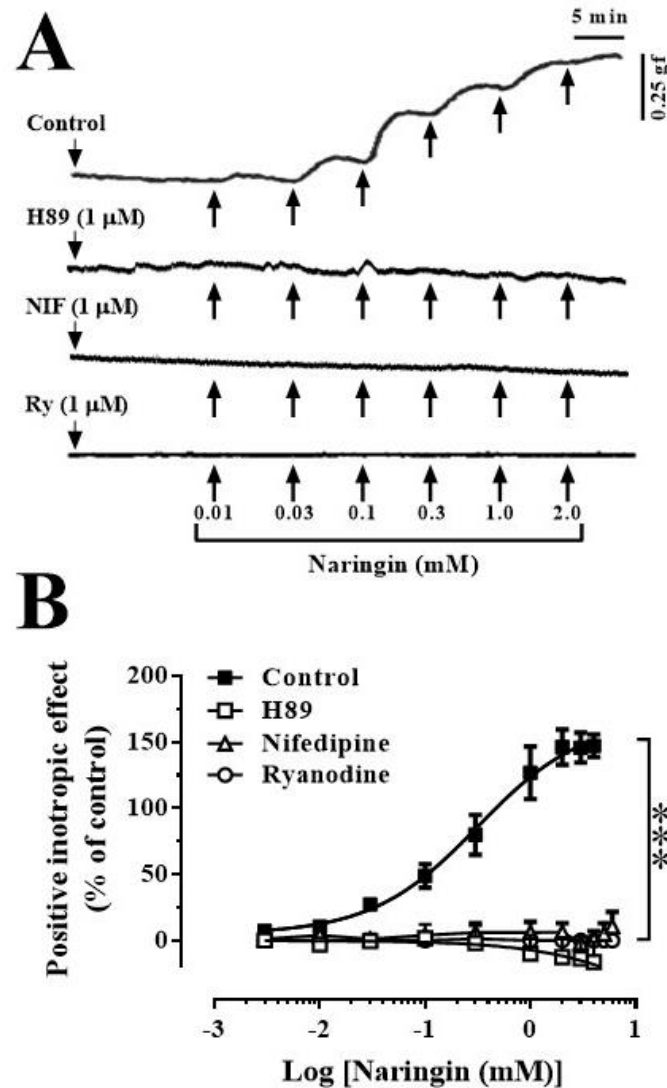 A
5 min
0.25 gf
Control
H89 (1 µM)
NIF (1 µM)
Ry (1 µM)
0.01 0.03 0.1 0.3 1.0 2.0
Naringin (mM)
B
Positive inotropic effect
(% of control)
200
150
100
50
0
Control
H89
Nifedipine
Ryanodine
***
-3 -2 -1 0 1
Log [Naringin (mM)]